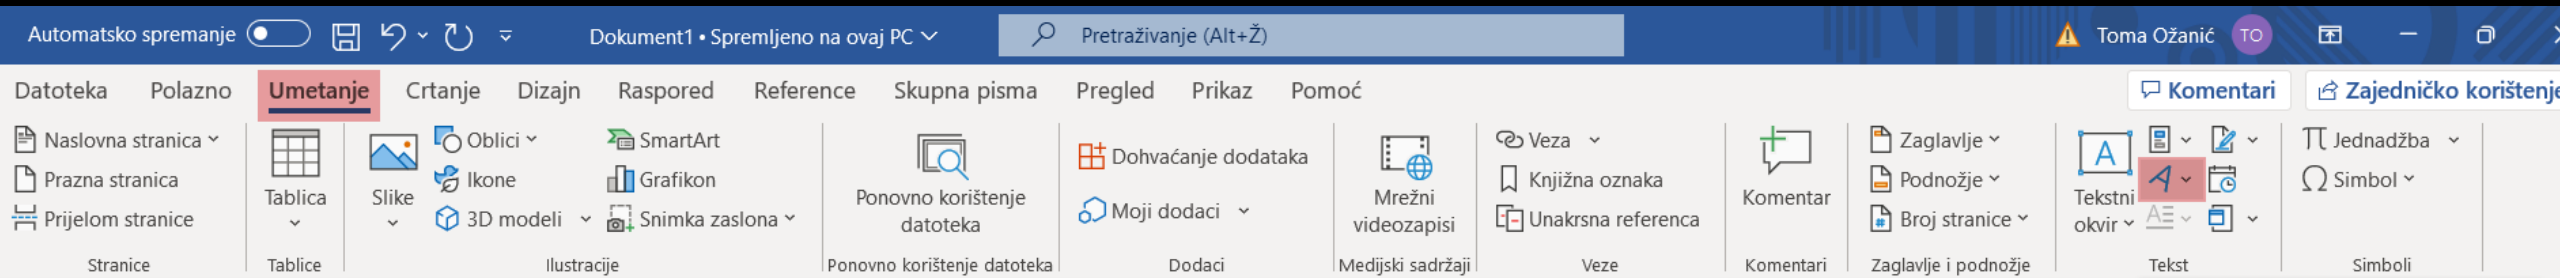 Automatsko spremanje Dokument1 • Spremljeno na ovaj PC Pretraživanje (Alt+Ž) Toma Ožanić TO
Datoteka Polazno Umetanje Crtanje Dizajn Raspored Reference Skupna pisma Pregled Prikaz Pomoć Komentari Zajedničko korištenje
Naslovna stranica
Prazna stranica
Prijelom stranice
Stranice
Tablica
Tablice
Slike
Oblici
Ikone
3D modeli
SmartArt
Grafikon
Snimka zaslona
Ilustracije
Ponovno korištenje
datoteka
Ponovno korištenje datoteka
Dohvaćanje dodataka
Moji dodaci
Dodaci
Mrežni
videozapisi
Medijski sadržaji
Veza
Knjižna oznaka
Unakrsna referenca
Veze
Komentar
Komentari
Zaglavlje
Podnožje
Broj stranice
Zaglavlje i podnožje
Tekstni
okvir
Tekst
Jednadžba
Simbol
Simboli